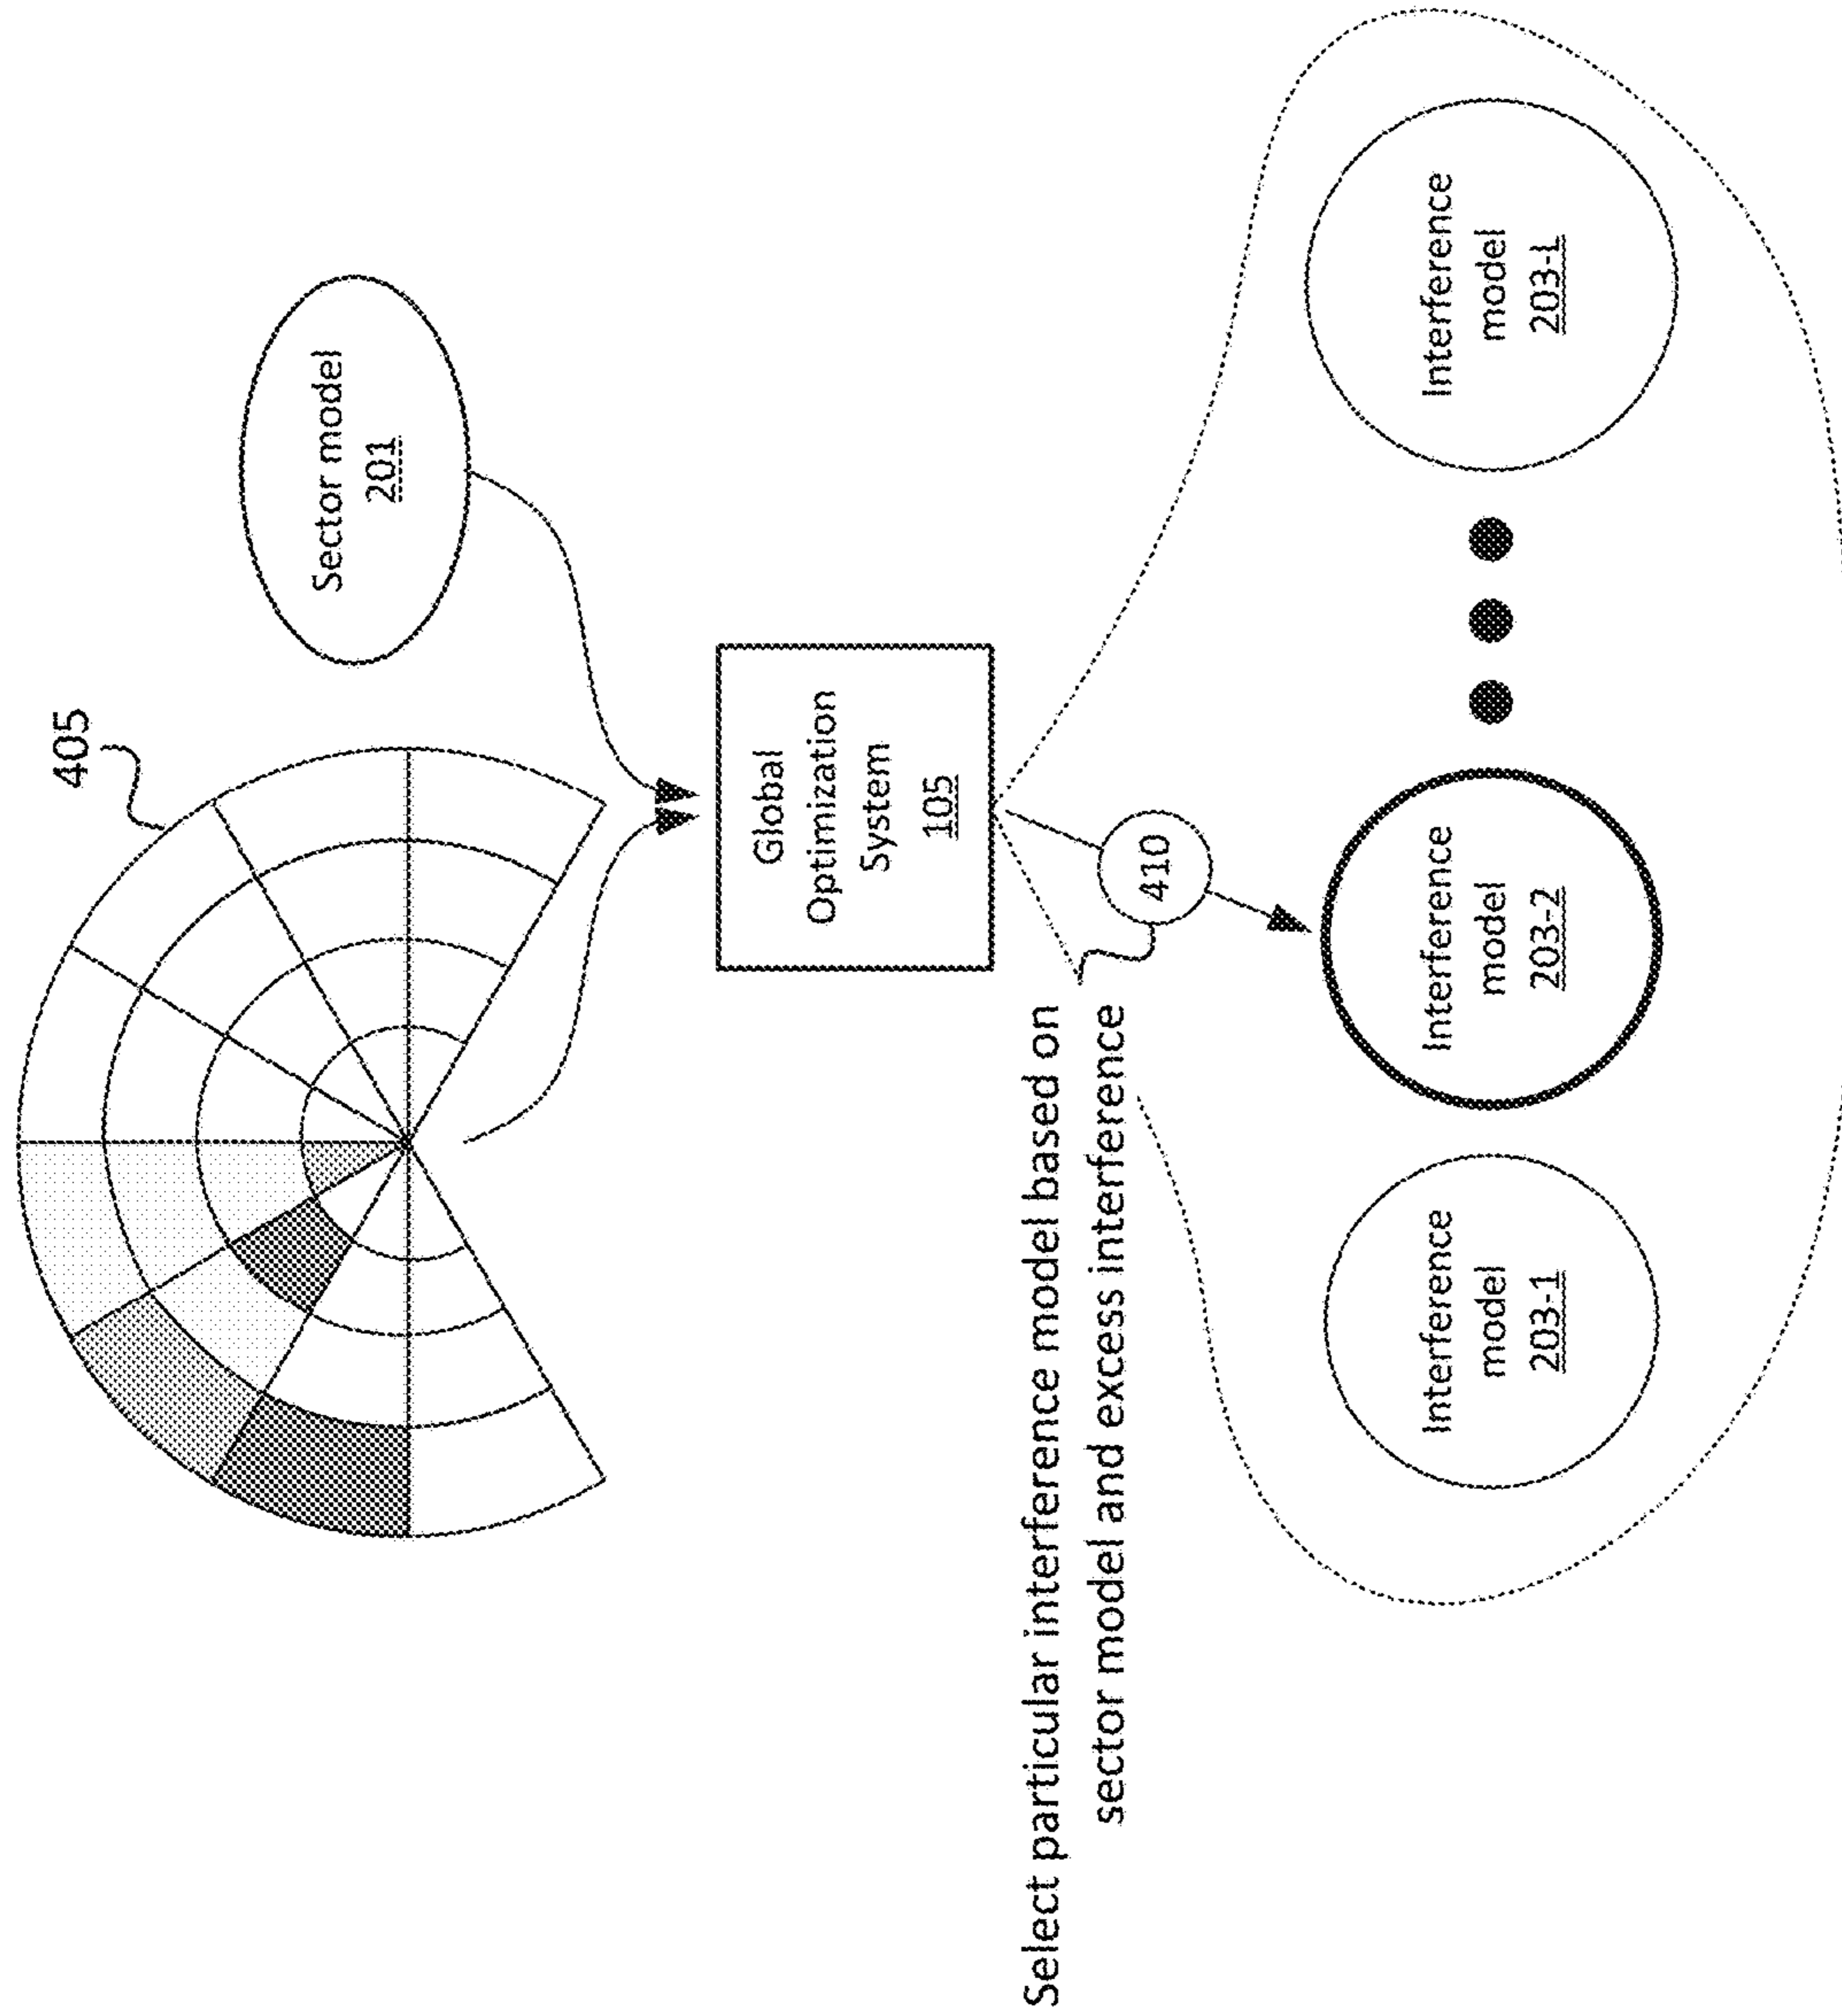 405
Sector model
201
Global
Optimization
System
105
Select particular interference model based on
sector model and excess interference
410
Interference
model
203-1
Interference
model
203-2
Interference
model
203-L